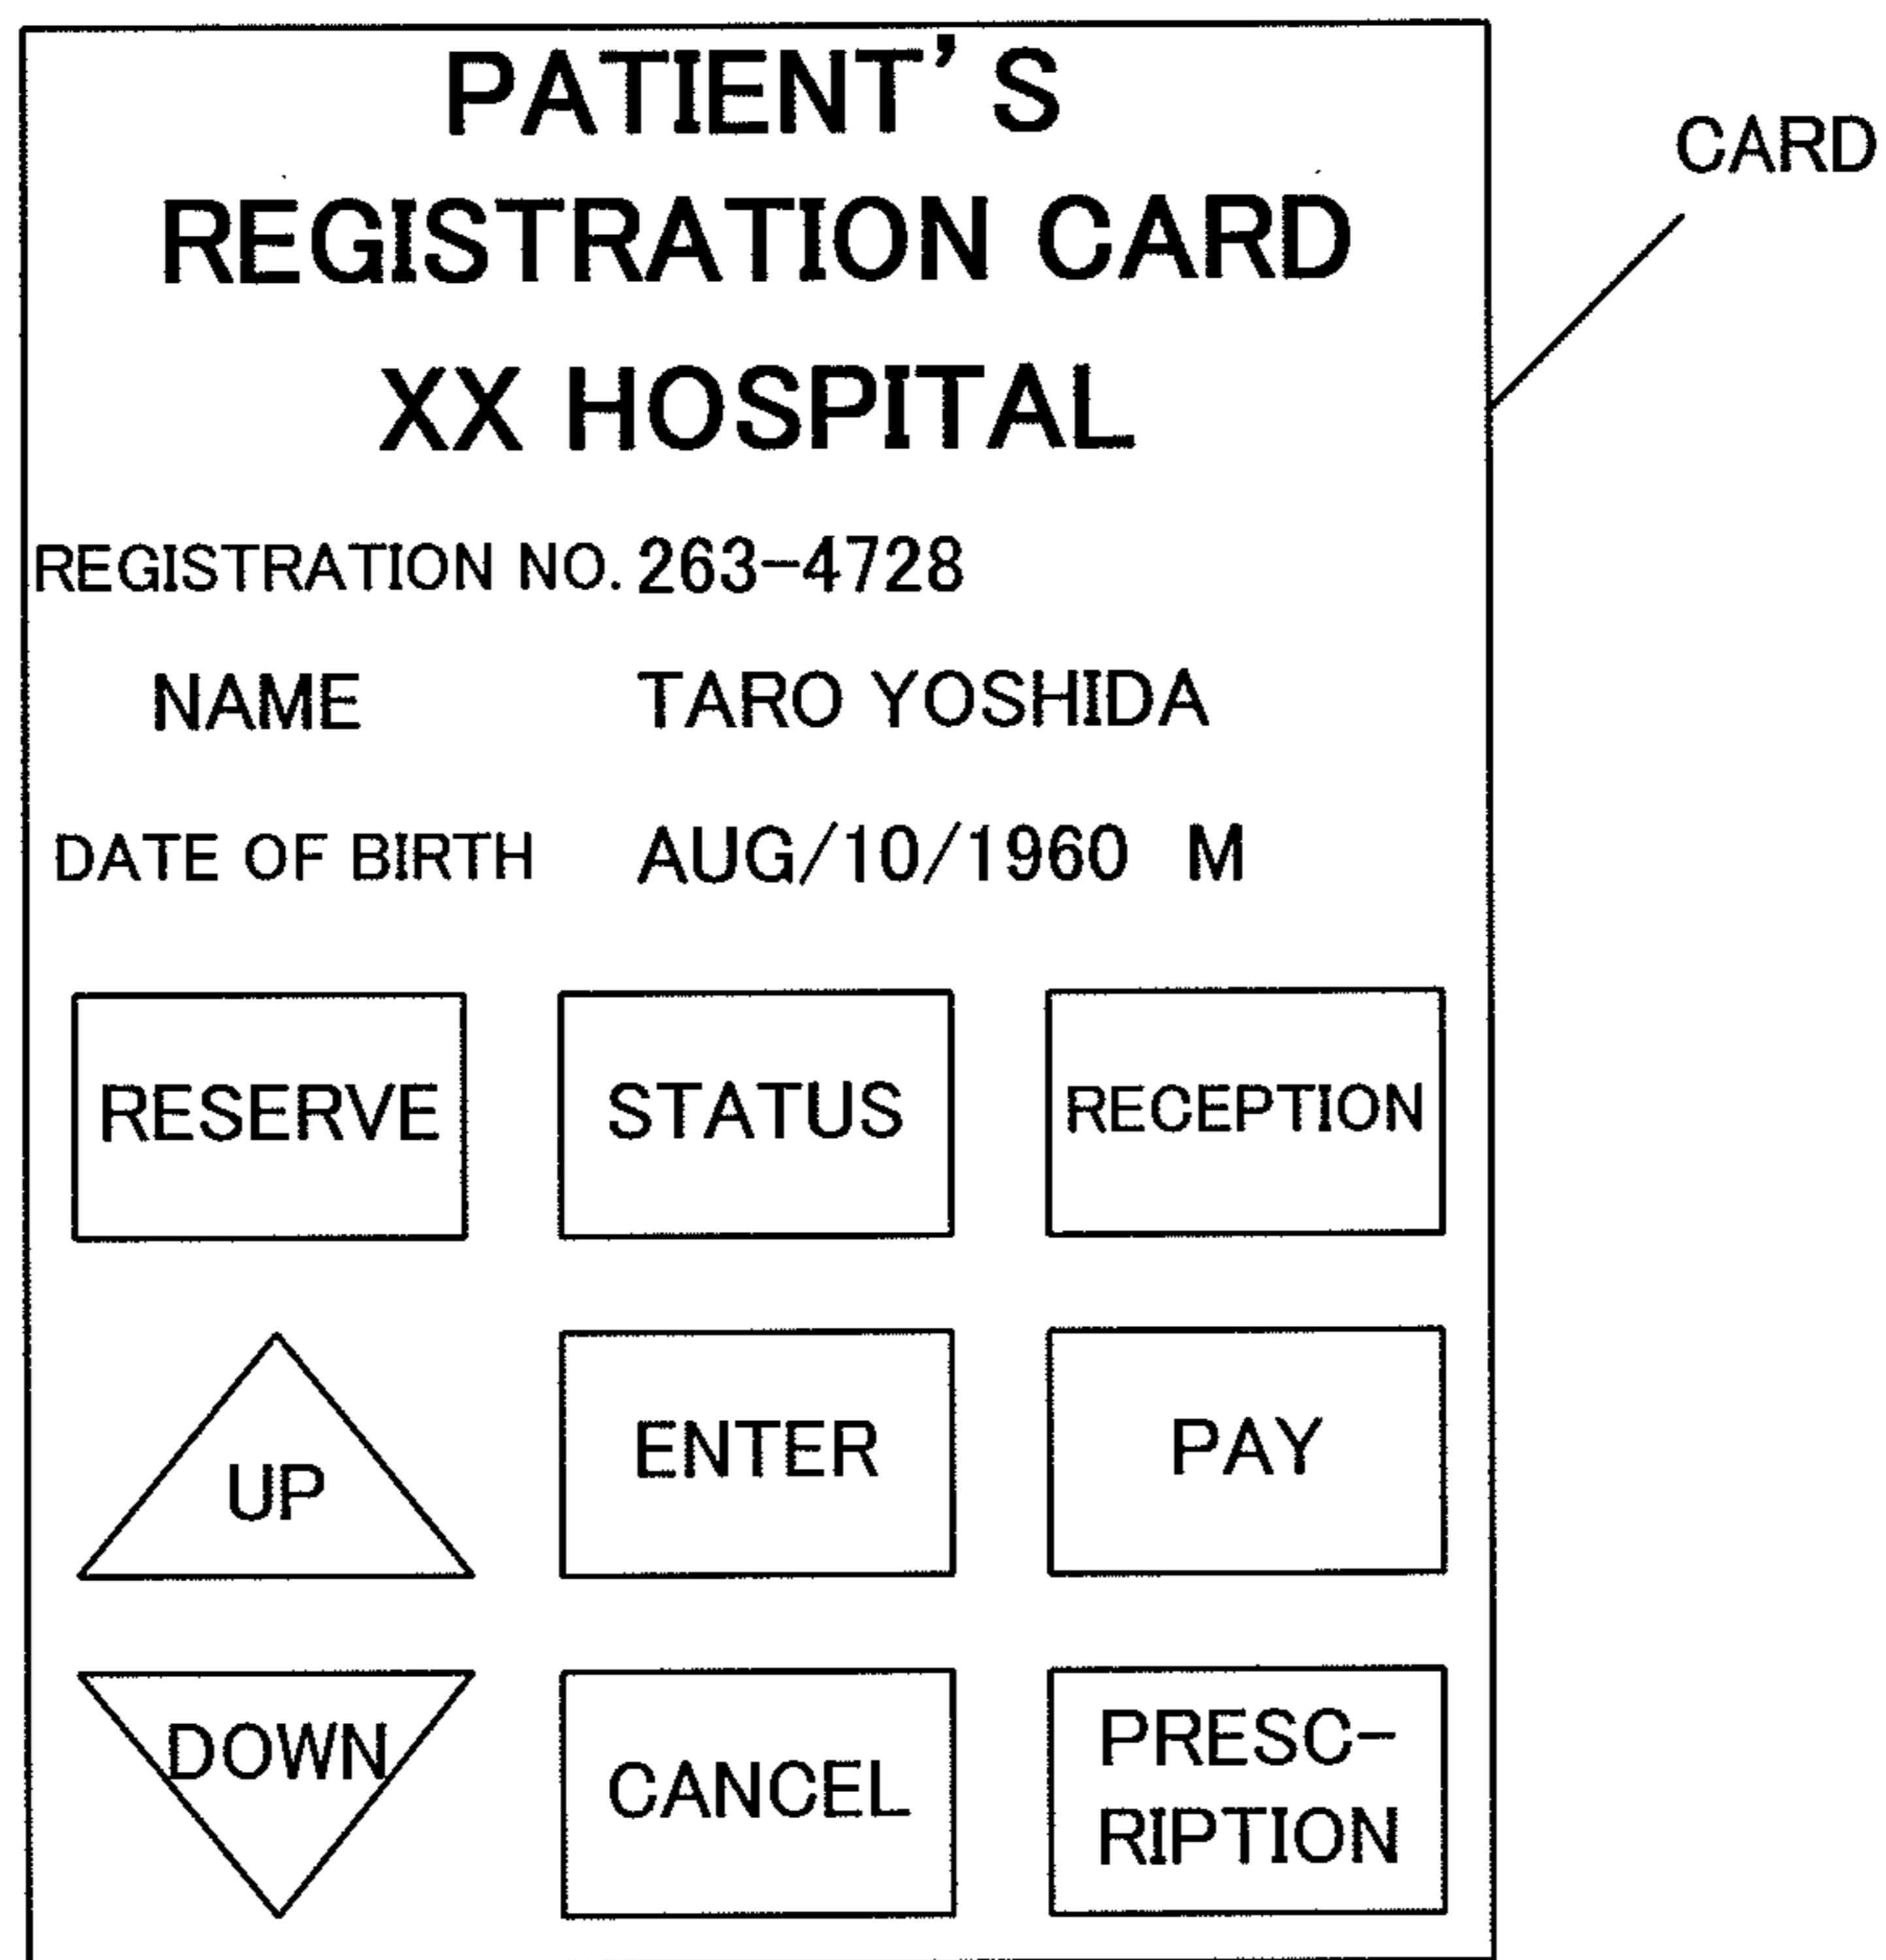 PATIENT'S
CARD
REGISTRATION CARD
XX HOSPITAL
REGISTRATION NO. 263-4728
NAME TARO YOSHIDA
DATE OF BIRTH AUG/10/1960 M
RESERVE STATUS RECEPTION
UP ENTER PAY
DOWN CANCEL PRESC-
RIPTION